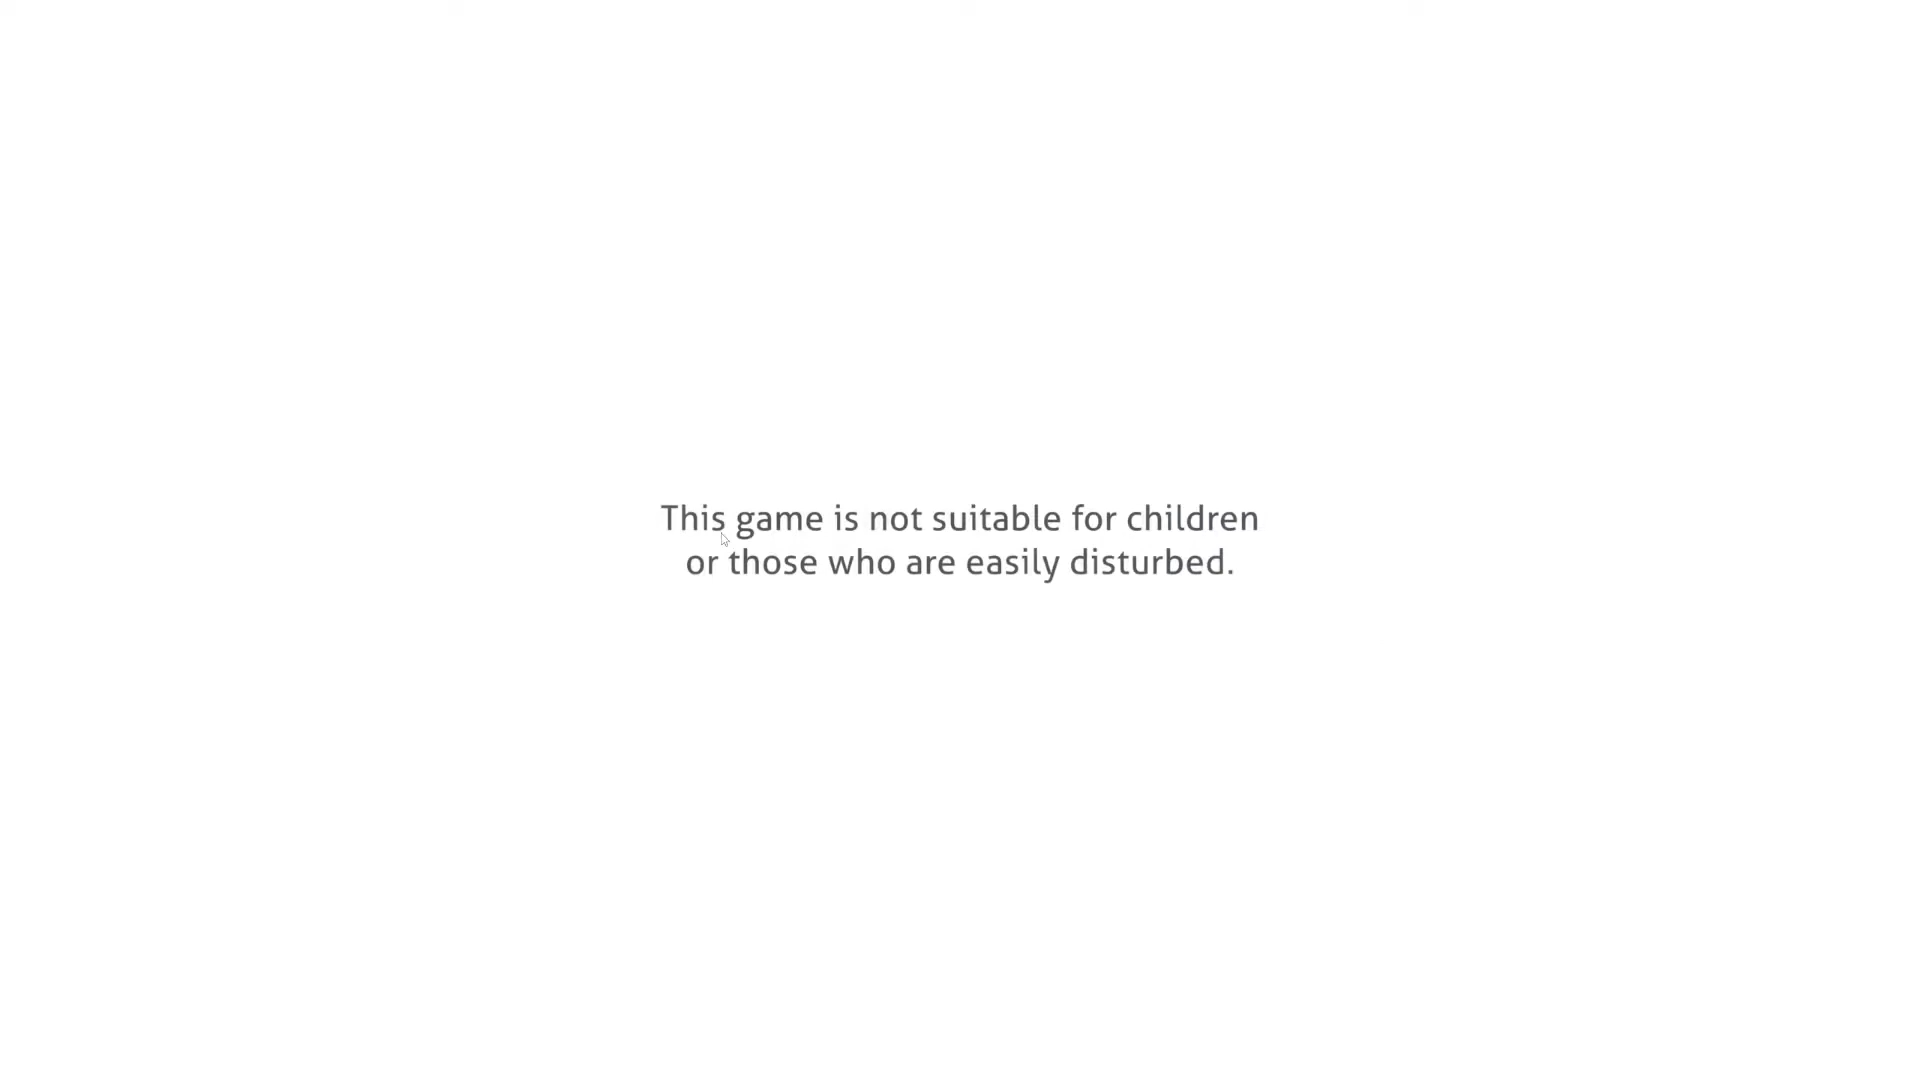 This game is not suitable for children
or those who are easily disturbed.